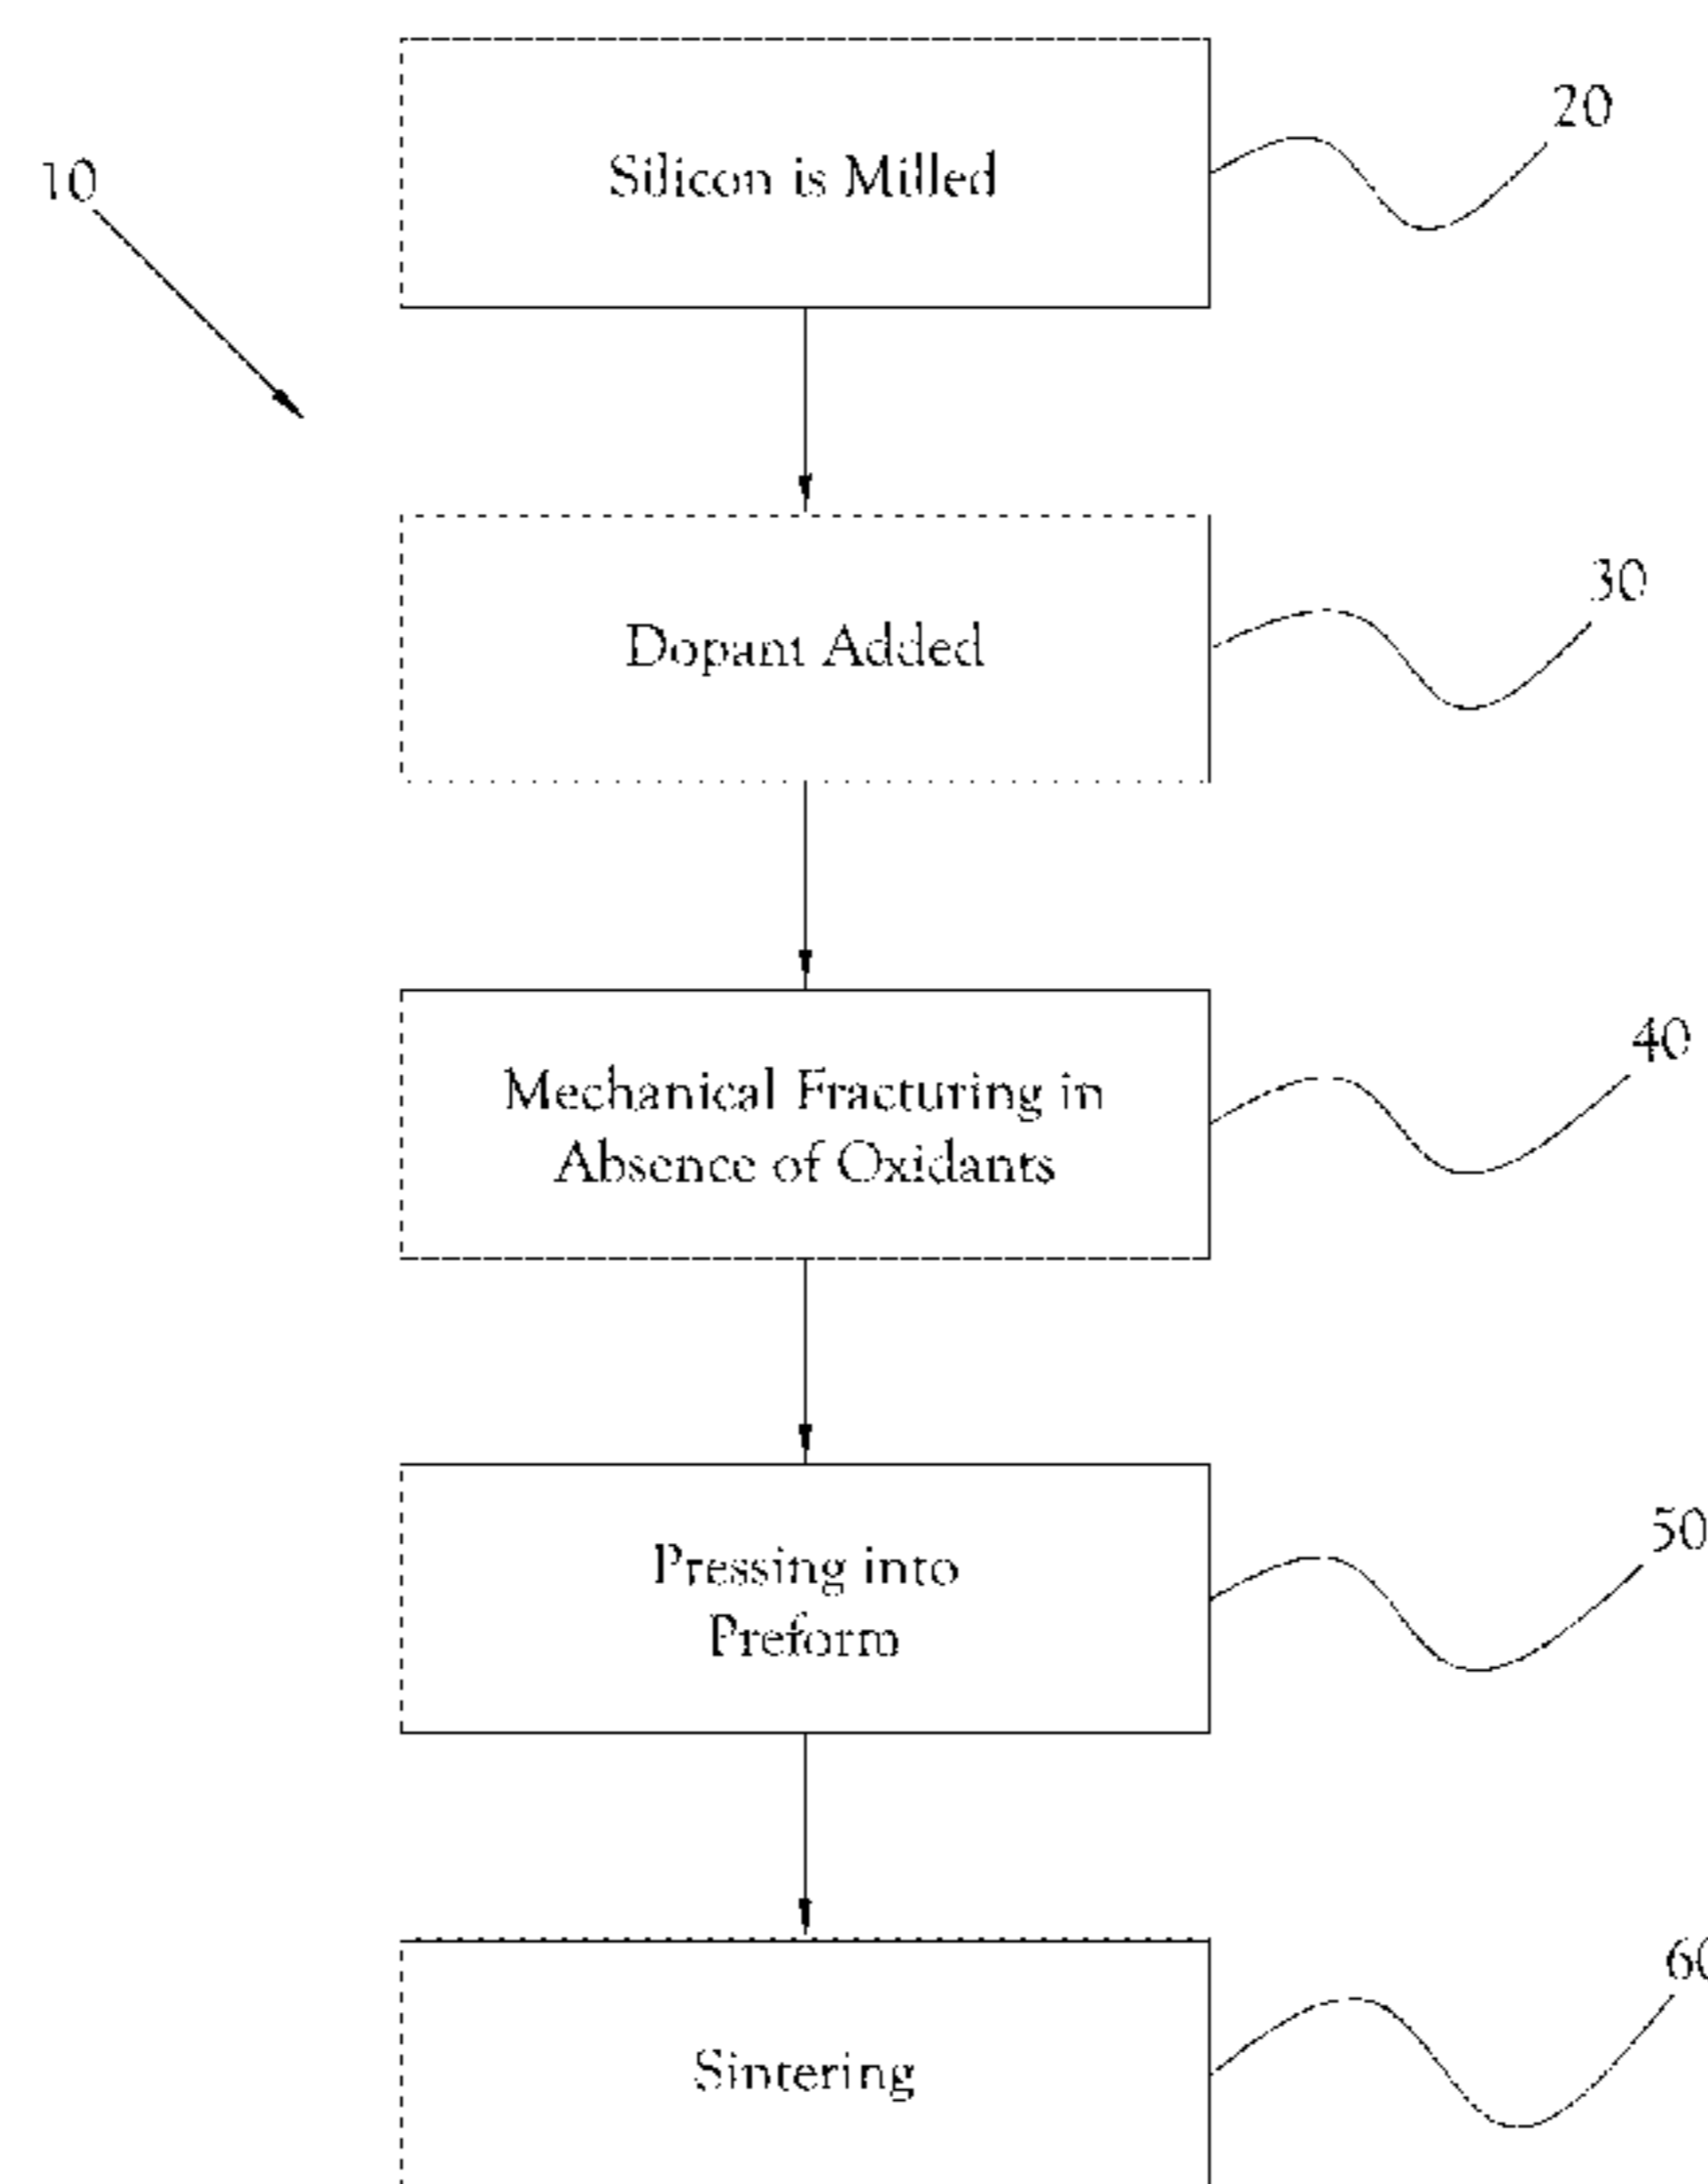 10
Silicon is Milled
20
Dopant Added
30
Mechanical Fracturing in
Absence of Oxidants
40
Pressing into
Preform
50
Sintering
60